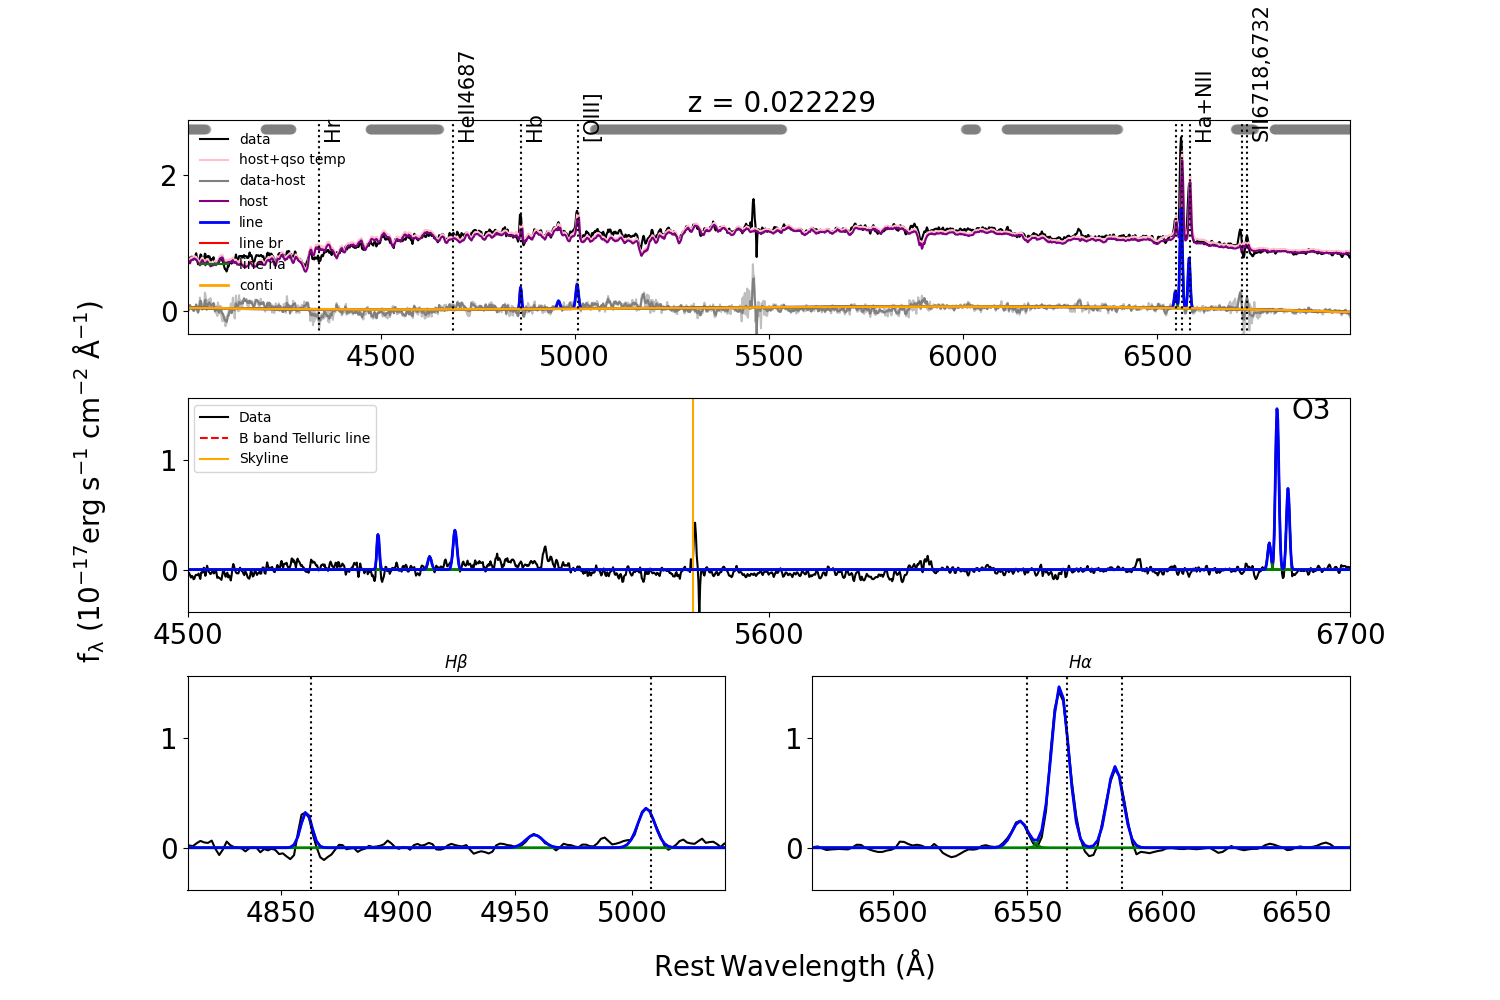 z = 0.022229
Hr
HeII4687
Hb
[OIII]
Ha+NII
SII6718,6732
data
host+qso temp
data-host
host
line
line br
line na
conti
2
0
4500
5000
5500
6000
6500
fλ (10⁻¹⁷erg s⁻¹ cm⁻² Å⁻¹)
Data
B band Telluric line
Skyline
O3
1
0
4500
5600
6700
Hβ
1
0
4850
4900
4950
5000
Hα
1
0
6500
6550
6600
6650
Rest Wavelength (Å)